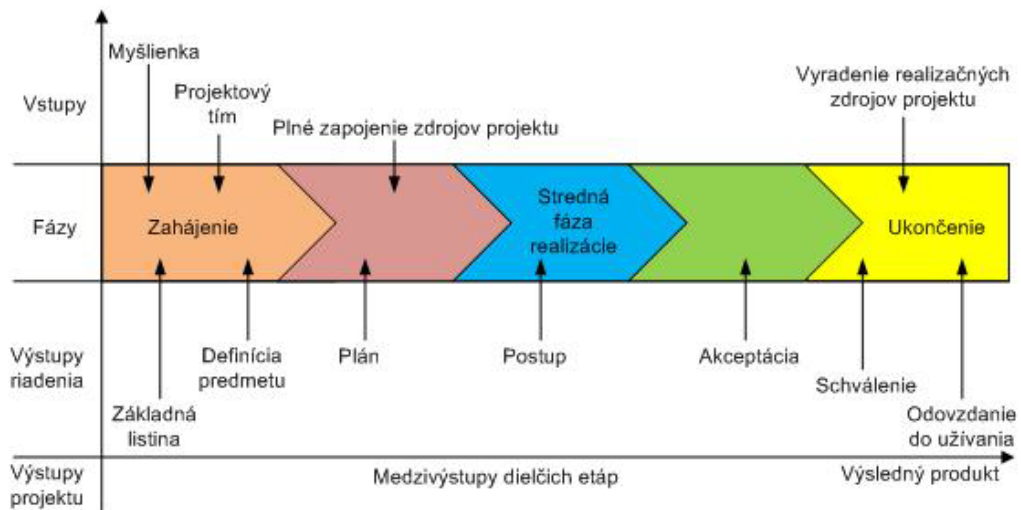 Myšlienka
Projektový
tím
Vstupy
Plné zapojenie zdrojov projektu
Vyradenie realizačných
zdrojov projektu
Fázy
Zahájenie
Stredná
fáza
realizácie
Ukončenie
Výstupy
riadenia
Základná
listina
Definícia
predmetu
Plán
Postup
Akceptácia
Schválenie
Odovzdanie
do užívania
Výstupy
projektu
Medzivýstupy dielčich etáp
Výsledný produkt